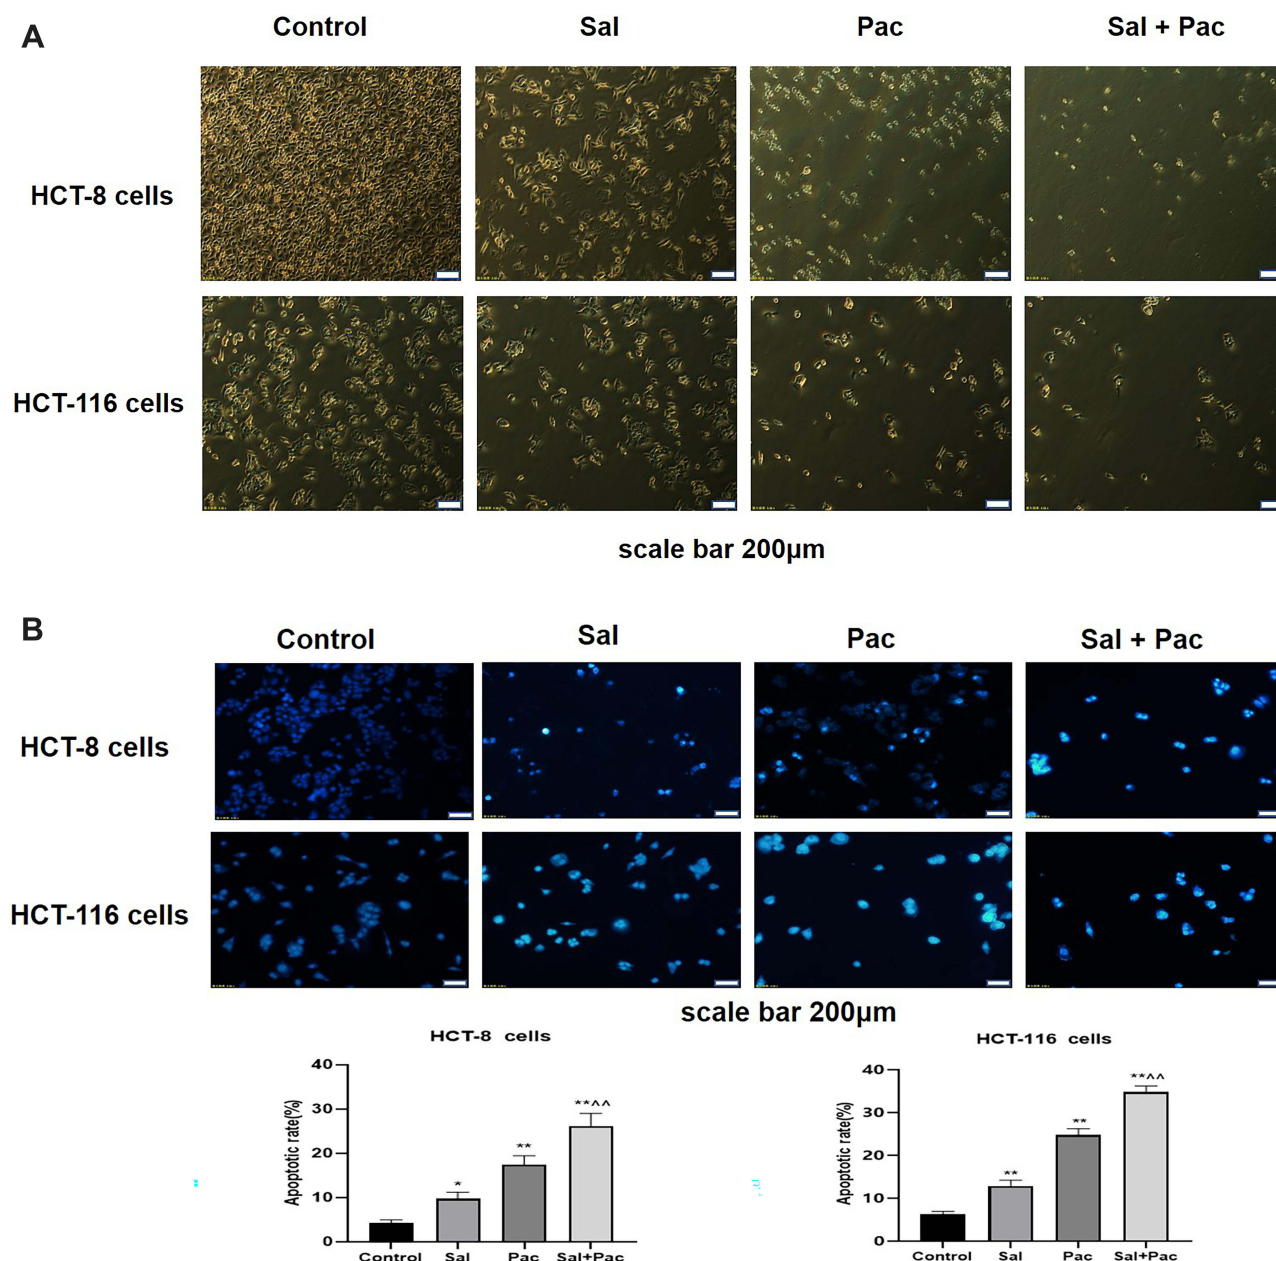 A
Control Sal Pac Sal + Pac
HCT-8 cells
HCT-116 cells
scale bar 200μm
B
Control Sal Pac Sal + Pac
HCT-8 cells
HCT-116 cells
scale bar 200μm
HCT-8 cells
Apoptotic rate(%)
40
30
20
10
0
*
**
**^^
Control Sal Pac Sal+Pac
HCT-116 cells
Apoptotic rate(%)
40
30
20
10
0
**
**
**^^
Control Sal Pac Sal+Pac